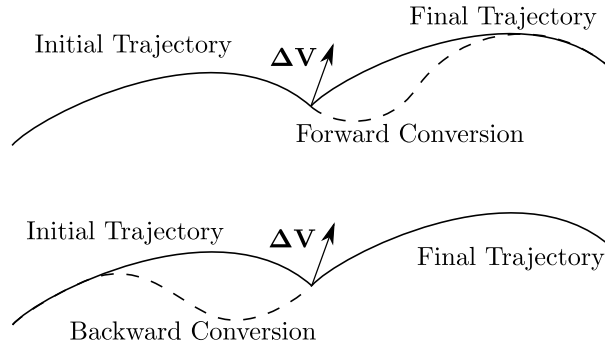 Final Trajectory
Initial Trajectory
ΔV
Forward Conversion
Initial Trajectory
ΔV
Final Trajectory
Backward Conversion